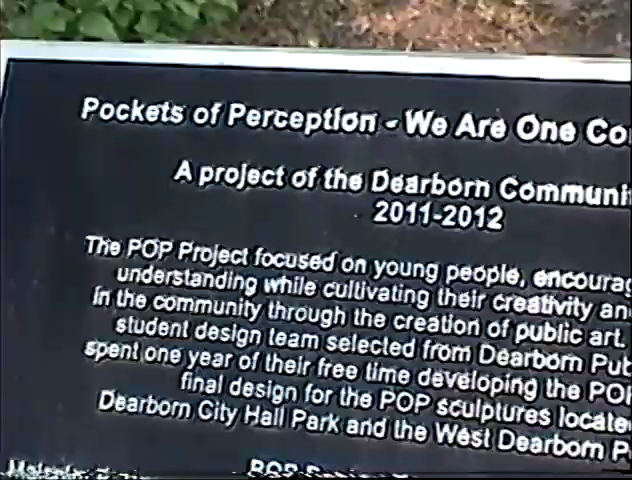 Pockets of Perception - We Are One Co
A project of the Dearborn Communi
2011-2012
The POP Project focused on young people, encourag
understanding while cultivating their creativity an
in the community through the creation of public art.
student design team selected from Dearborn Pub
spent one year of their free time developing the PO
final design for the POP sculptures locate
Dearborn City Hall Park and the West Dearborn P